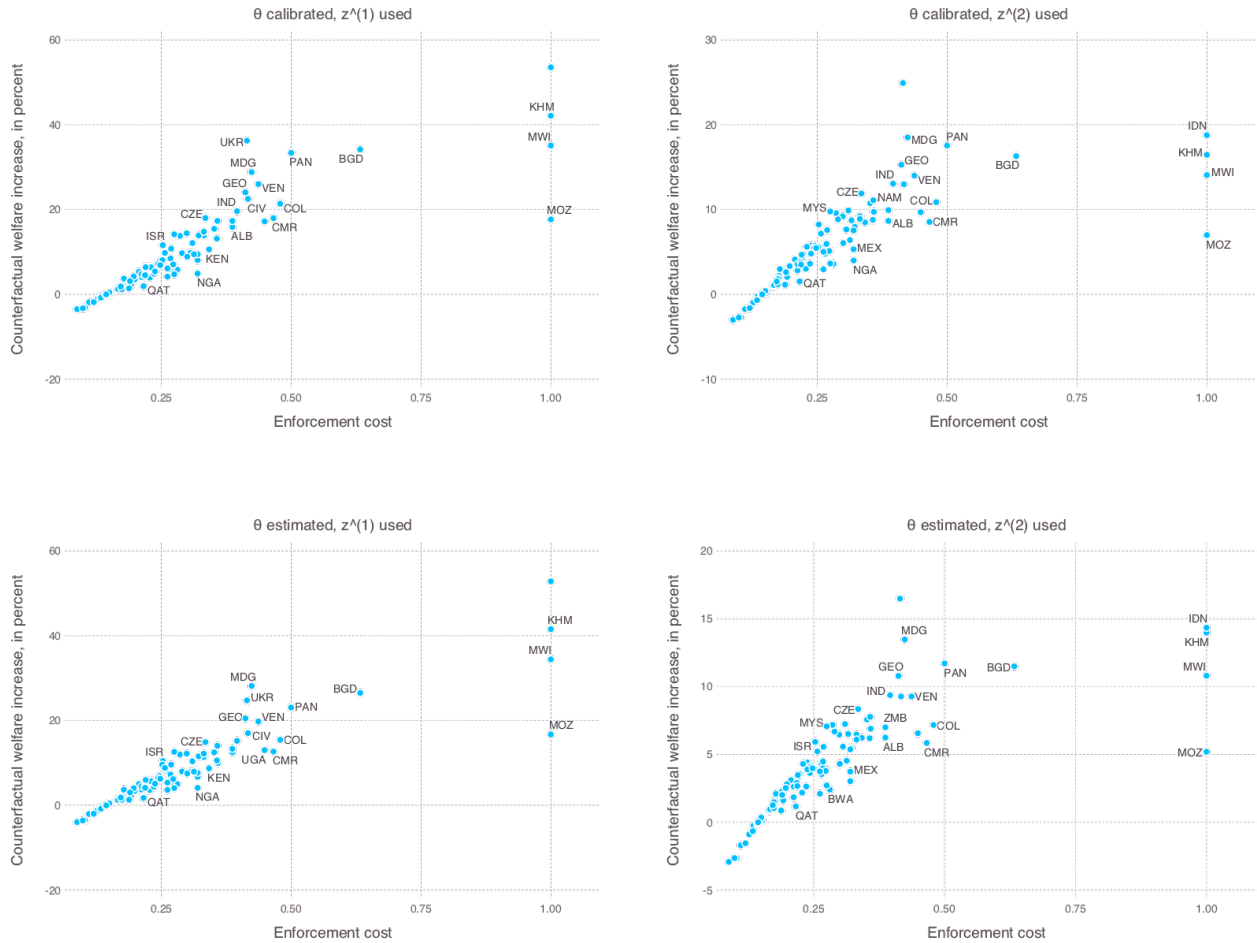 θ calibrated, z^(1) used
60
40
20
0
-20
Counterfactual welfare increase, in percent
KHM
UKR
MWI
MDG
PAN
BGD
GEO
VEN
IND
CIV
COL
MOZ
CZE
CMR
ISR
ALB
KEN
NGA
QAT
0.25
0.50
0.75
1.00
Enforcement cost
θ calibrated, z^(2) used
30
20
10
0
-10
Counterfactual welfare increase, in percent
IDN
MDG
PAN
KHM
GEO
BGD
MWI
IND
VEN
CZE
NAM
COL
MYS
ALB
CMR
MOZ
MEX
NGA
QAT
0.25
0.50
0.75
1.00
Enforcement cost
θ estimated, z^(1) used
60
40
20
0
-20
Counterfactual welfare increase, in percent
KHM
MWI
MDG
BGD
UKR
PAN
GEO
VEN
MOZ
CZE
COL
ISR
UGA
CMR
KEN
NGA
QAT
0.25
0.50
0.75
1.00
Enforcement cost
θ estimated, z^(2) used
20
15
10
5
0
-5
Counterfactual welfare increase, in percent
IDN
MDG
KHM
GEO
PAN
BGD
MWI
IND
VEN
CZE
ZMB
MYS
COL
ISR
ALB
CMR
MOZ
MEX
BWA
QAT
0.25
0.50
0.75
1.00
Enforcement cost